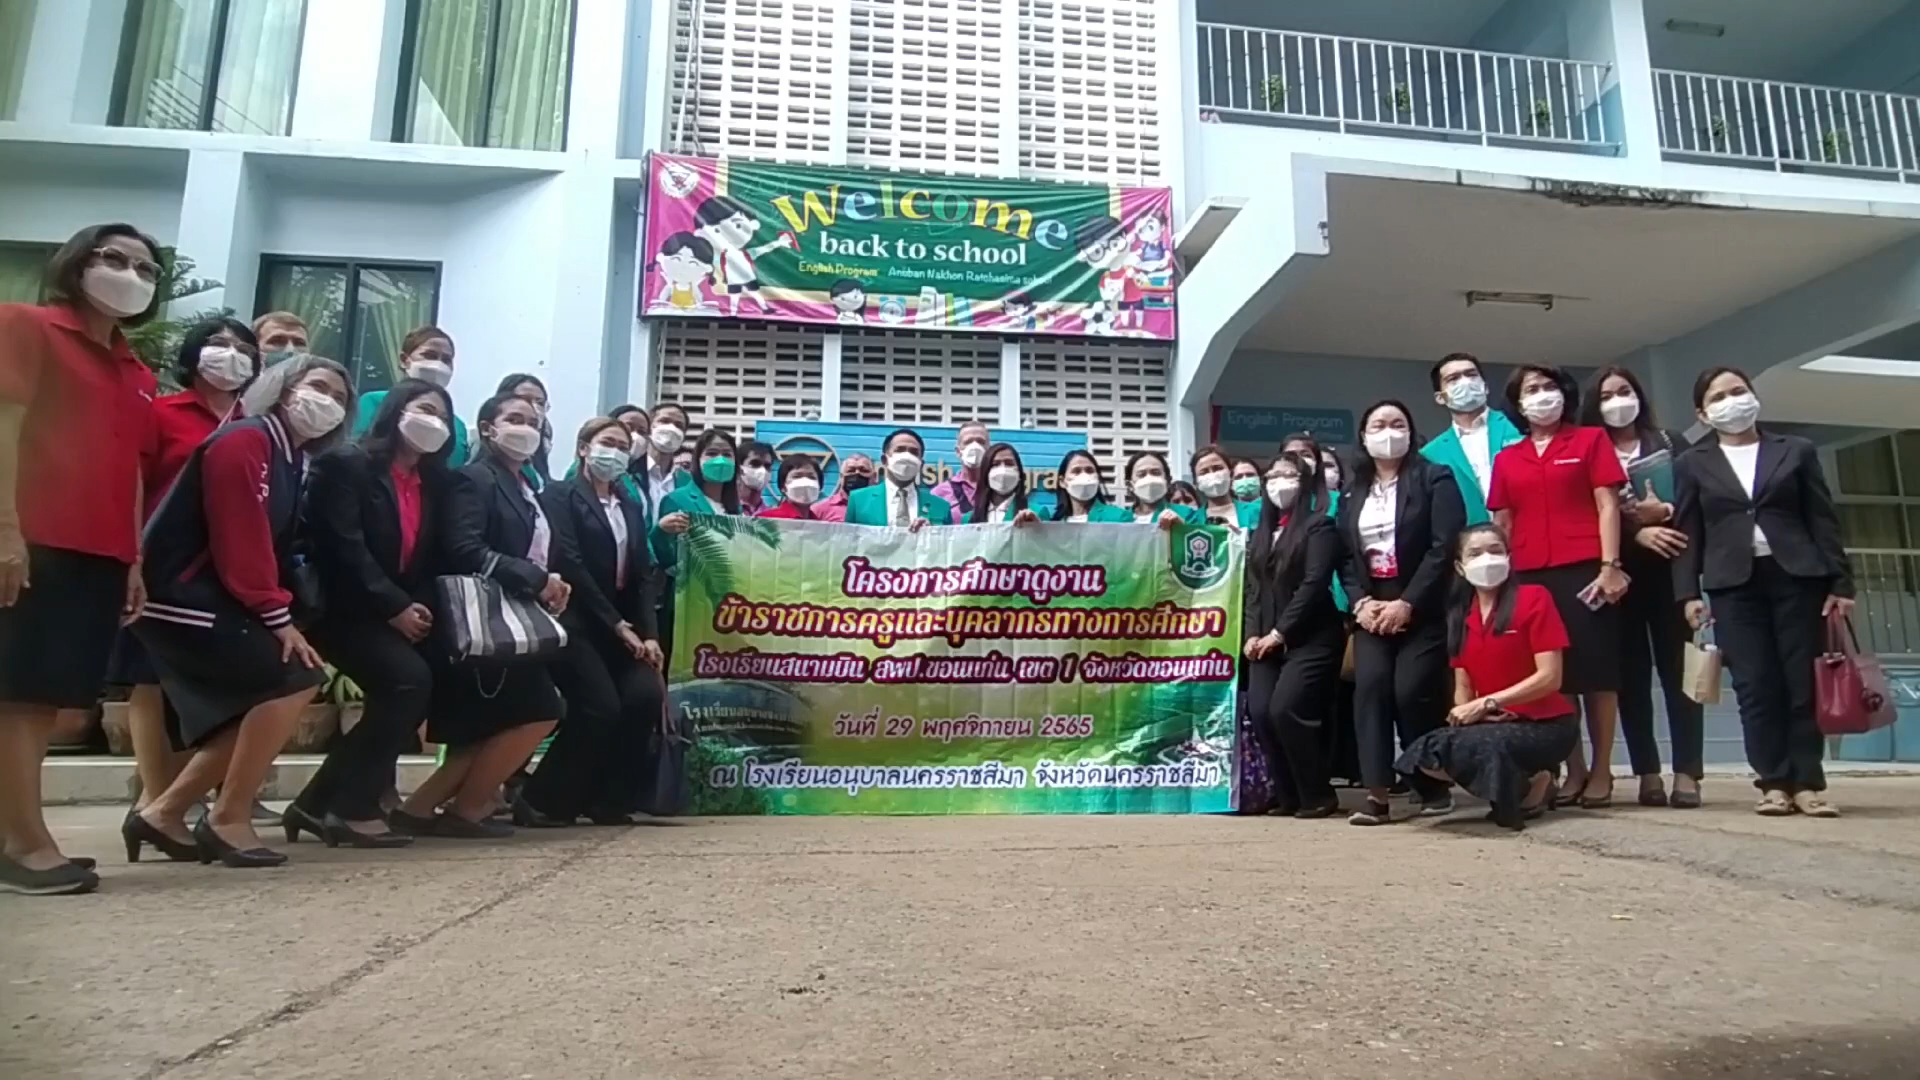 Welcome
back to school
English Program Anuban Nakhon Ratchasima school
English Program
English Program
โครงการศึกษาดูงาน
ข้าราชการครูและบุคลากรทางการศึกษา
โรงเรียนสนามบิน สพป.ขอนแก่น เขต 1 จังหวัดขอนแก่น
วันที่ 29 พฤศจิกายน 2565
ณ โรงเรียนอนุบาลนครราชสีมา จังหวัดนครราชสีมา